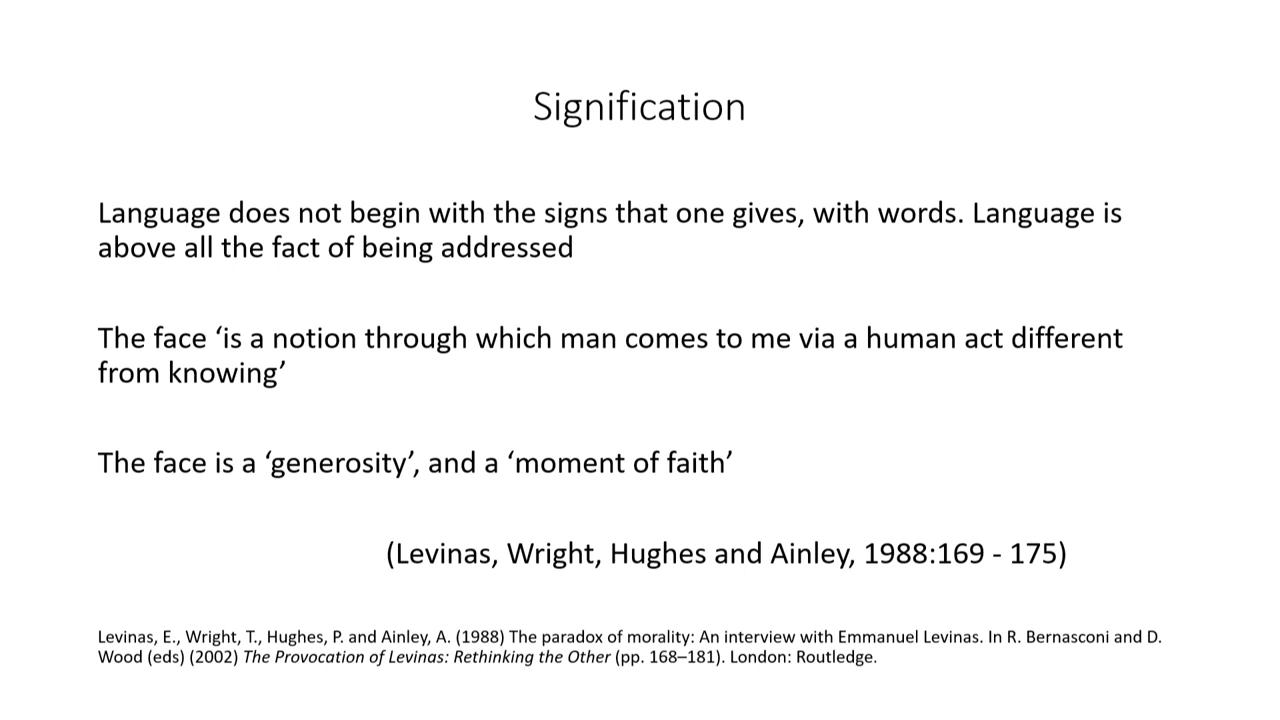 Signification
Language does not begin with the signs that one gives, with words. Language is
above all the fact of being addressed
The face ‘is a notion through which man comes to me via a human act different
from knowing’
The face is a ‘generosity’, and a ‘moment of faith’
(Levinas, Wright, Hughes and Ainley, 1988:169 - 175)
Levinas, E., Wright, T., Hughes, P. and Ainley, A. (1988) The paradox of morality: An interview with Emmanuel Levinas. In R. Bernasconi and D.
Wood (eds) (2002) The Provocation of Levinas: Rethinking the Other (pp. 168–181). London: Routledge.